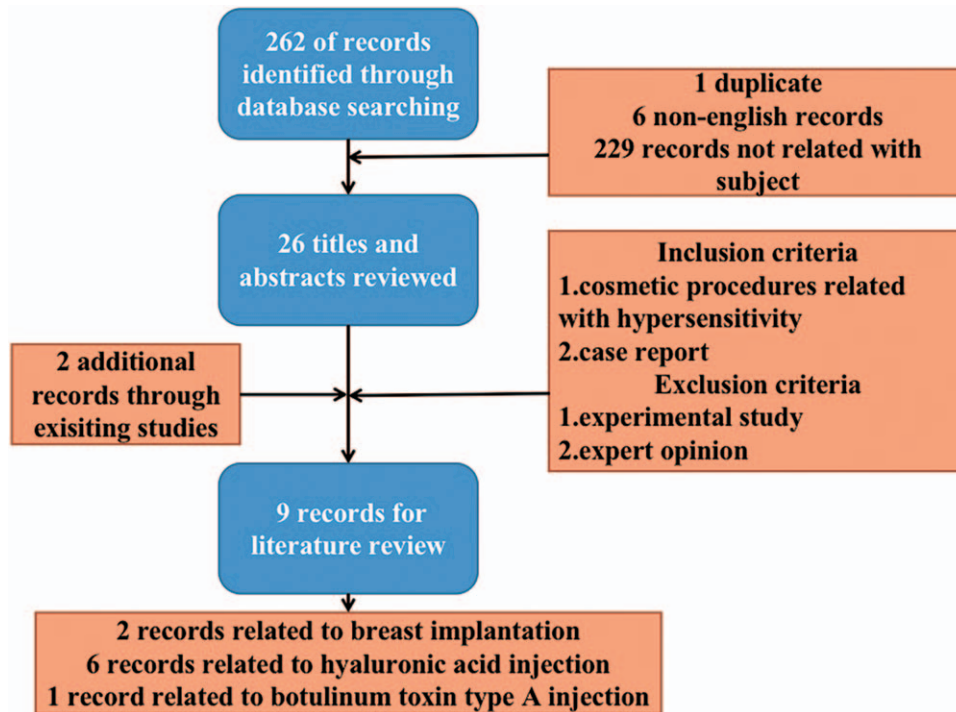 262 of records
identified through
database searching
1 duplicate
6 non-english records
229 records not related with
subject
26 titles and
abstracts reviewed
Inclusion criteria
1.cosmetic procedures related
with hypersensitivity
2.case report
Exclusion criteria
1.experimental study
2.expert opinion
2 additional
records through
exisiting studies
9 records for
literature review
2 records related to breast implantation
6 records related to hyaluronic acid injection
1 record related to botulinum toxin type A injection